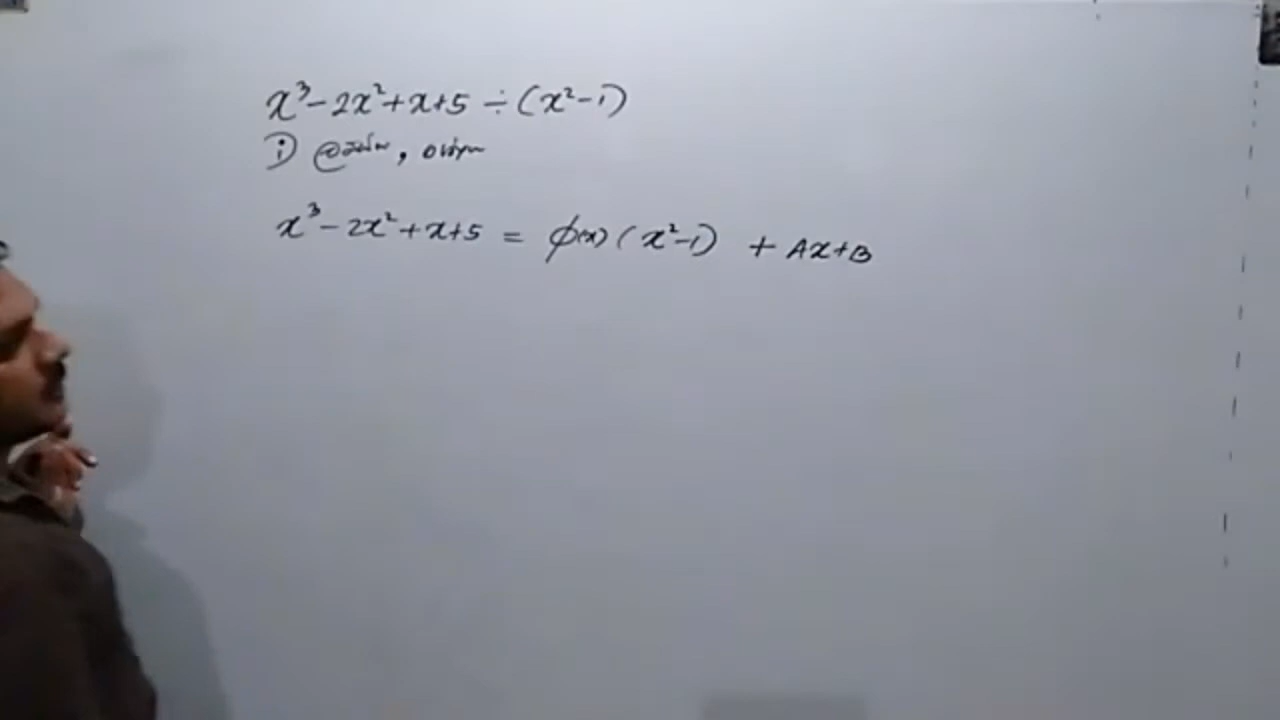 x³ - 2x² + x + 5 ÷ (x² - 1)
i)
x³ - 2x² + x + 5 = φ(x) (x² - 1) + Ax + B